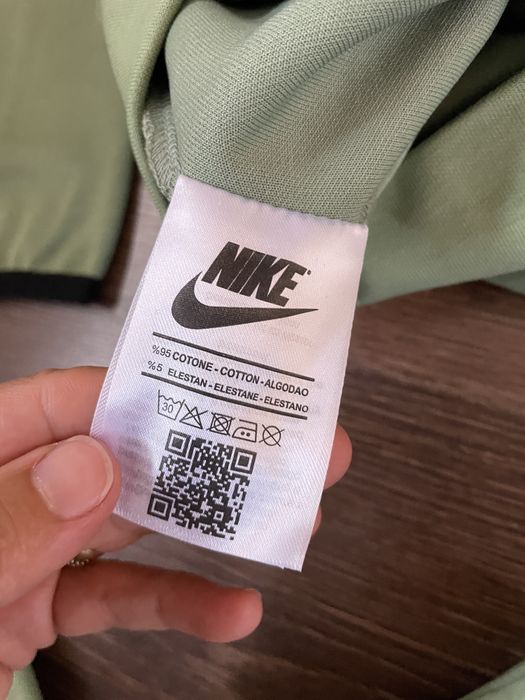 NIKE
%95 COTONE - COTTON - ALGODAO
%5 ELESTAN - ELESTANE - ELESTANO
30